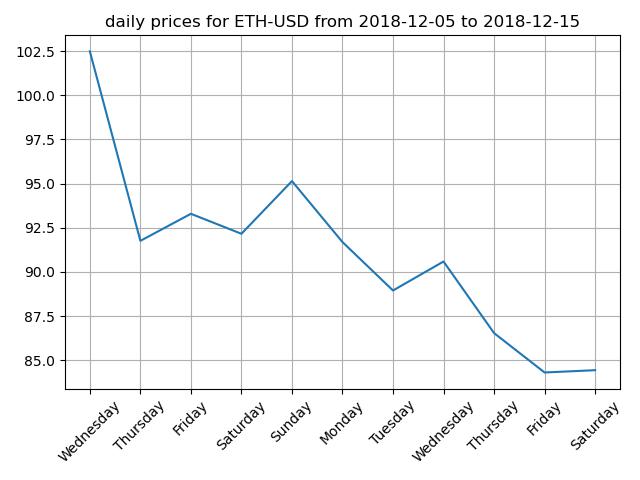 daily prices for ETH-USD from 2018-12-05 to 2018-12-15
102.5
100.0
97.5
95.0
92.5
90.0
87.5
85.0
Wednesday
Thursday
Friday
Saturday
Sunday
Monday
Tuesday
Wednesday
Thursday
Friday
Saturday